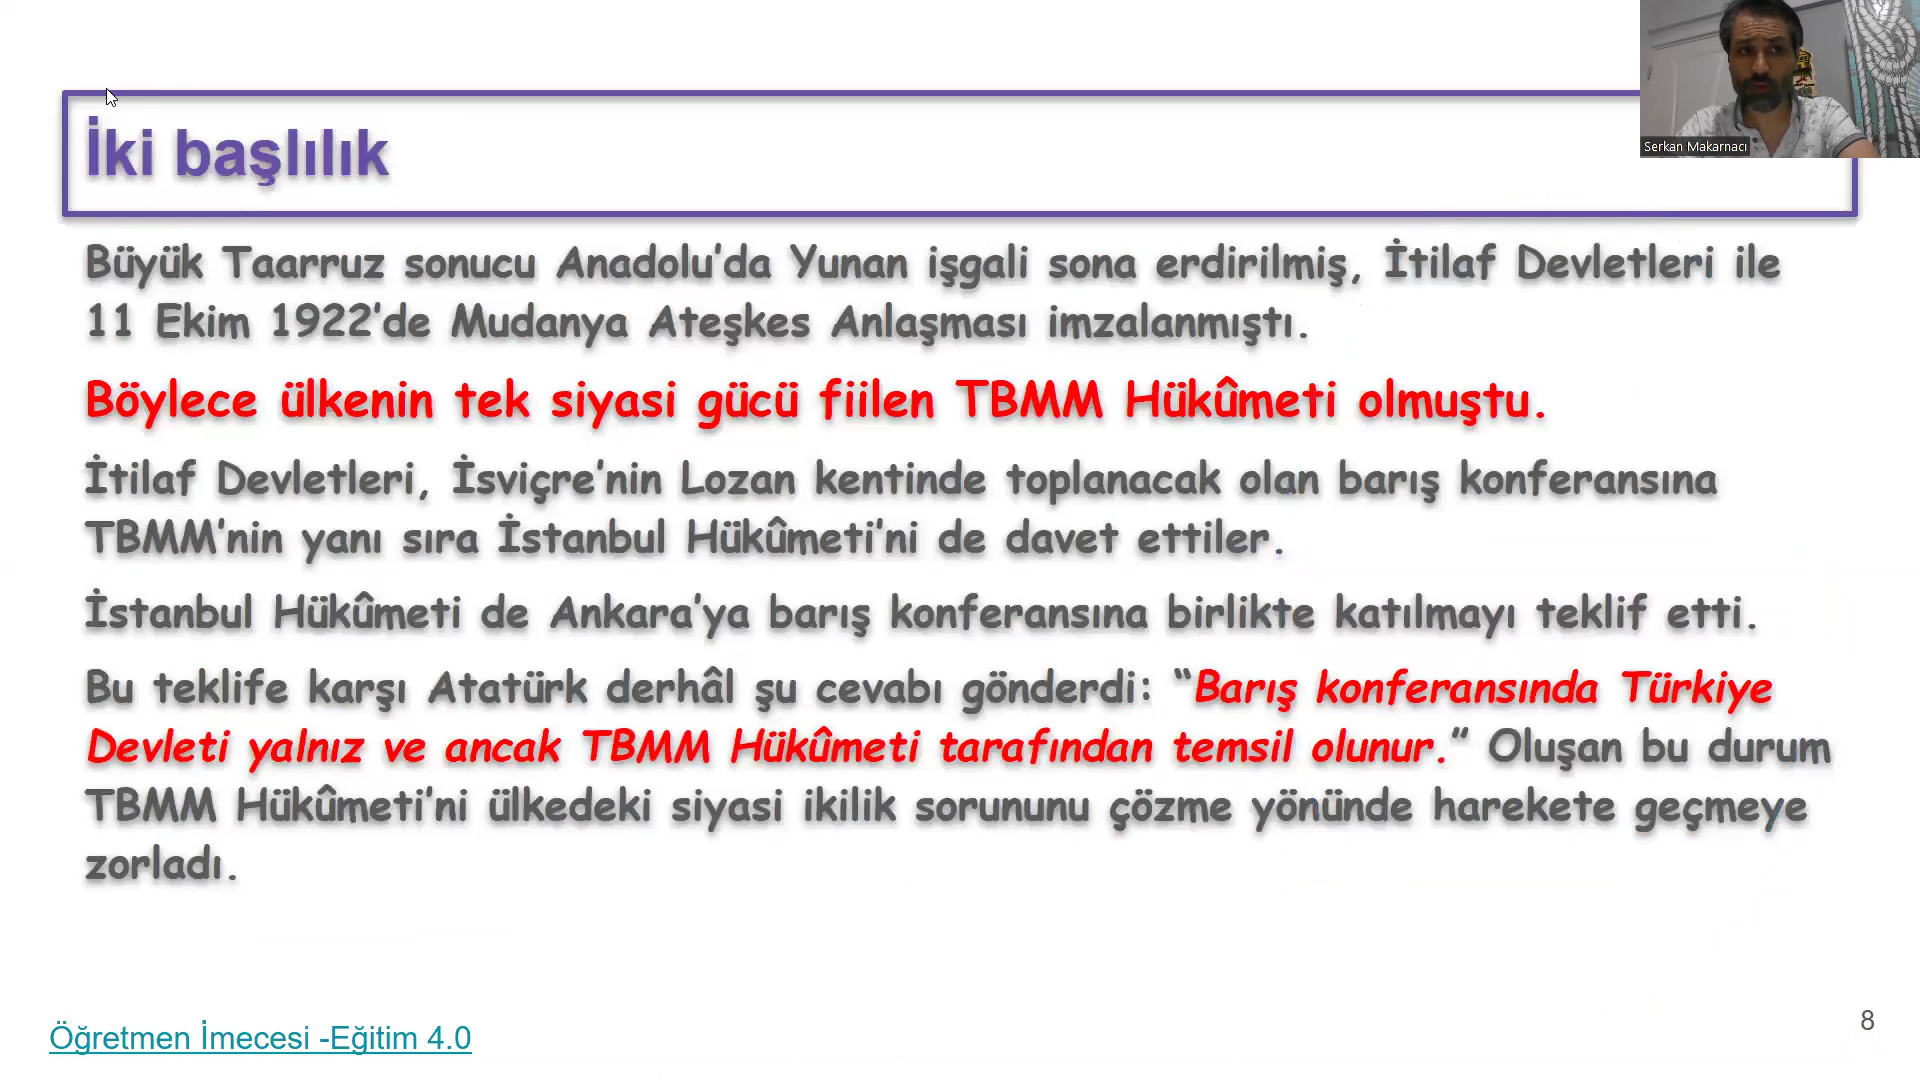 İki başlılık
Serkan Makarnacı
Büyük Taarruz sonucu Anadolu'da Yunan işgali sona erdirilmiş, İtilaf Devletleri ile
11 Ekim 1922'de Mudanya Ateşkes Anlaşması imzalanmıştı.
Böylece ülkenin tek siyasi gücü fiilen TBMM Hükûmeti olmuştu.
İtilaf Devletleri, İsviçre'nin Lozan kentinde toplanacak olan barış konferansına
TBMM'nin yanı sıra İstanbul Hükûmeti'ni de davet ettiler.
İstanbul Hükûmeti de Ankara'ya barış konferansına birlikte katılmayı teklif etti.
Bu teklife karşı Atatürk derhâl şu cevabı gönderdi: “Barış konferansında Türkiye
Devleti yalnız ve ancak TBMM Hükûmeti tarafından temsil olunur.” Oluşan bu durum
TBMM Hükûmeti'ni ülkedeki siyasi ikilik sorununu çözme yönünde harekete geçmeye
zorladı.
Öğretmen İmecesi -Eğitim 4.0
8